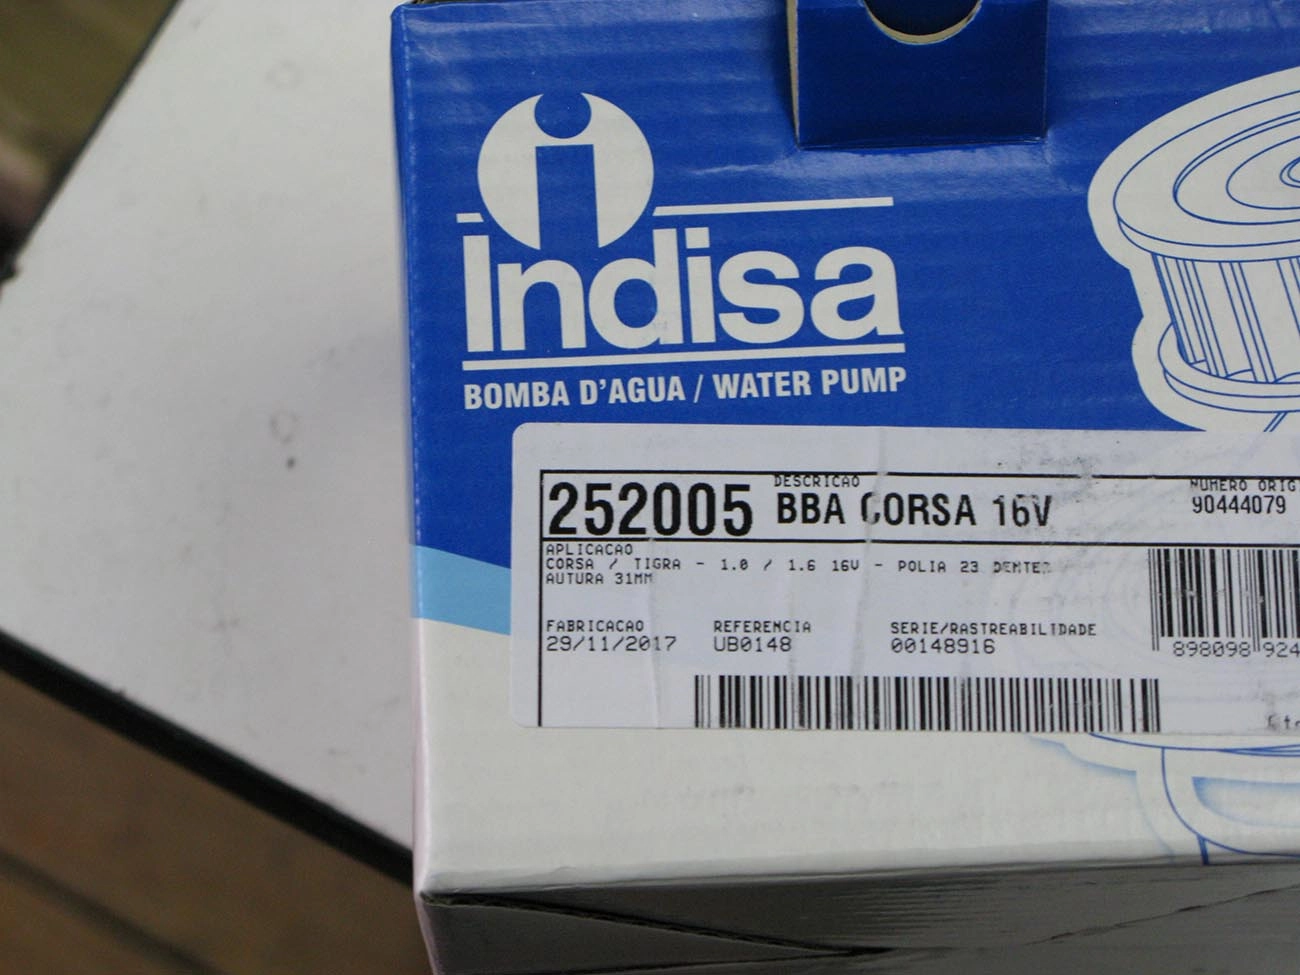 Indisa
BOMBA D'AGUA / WATER PUMP
252005
DESCRICAO
BBA CORSA 16V
NUMERO ORIG
90444079
APLICACAO
CORSA / TIGRA - 1.0 / 1.6 16V - POLIA 23 DENTES
AUTURA 31MM
FABRICACAO
29/11/2017
REFERENCIA
UB0148
SERIE/RASTREABILIDADE
00148916
898098 924